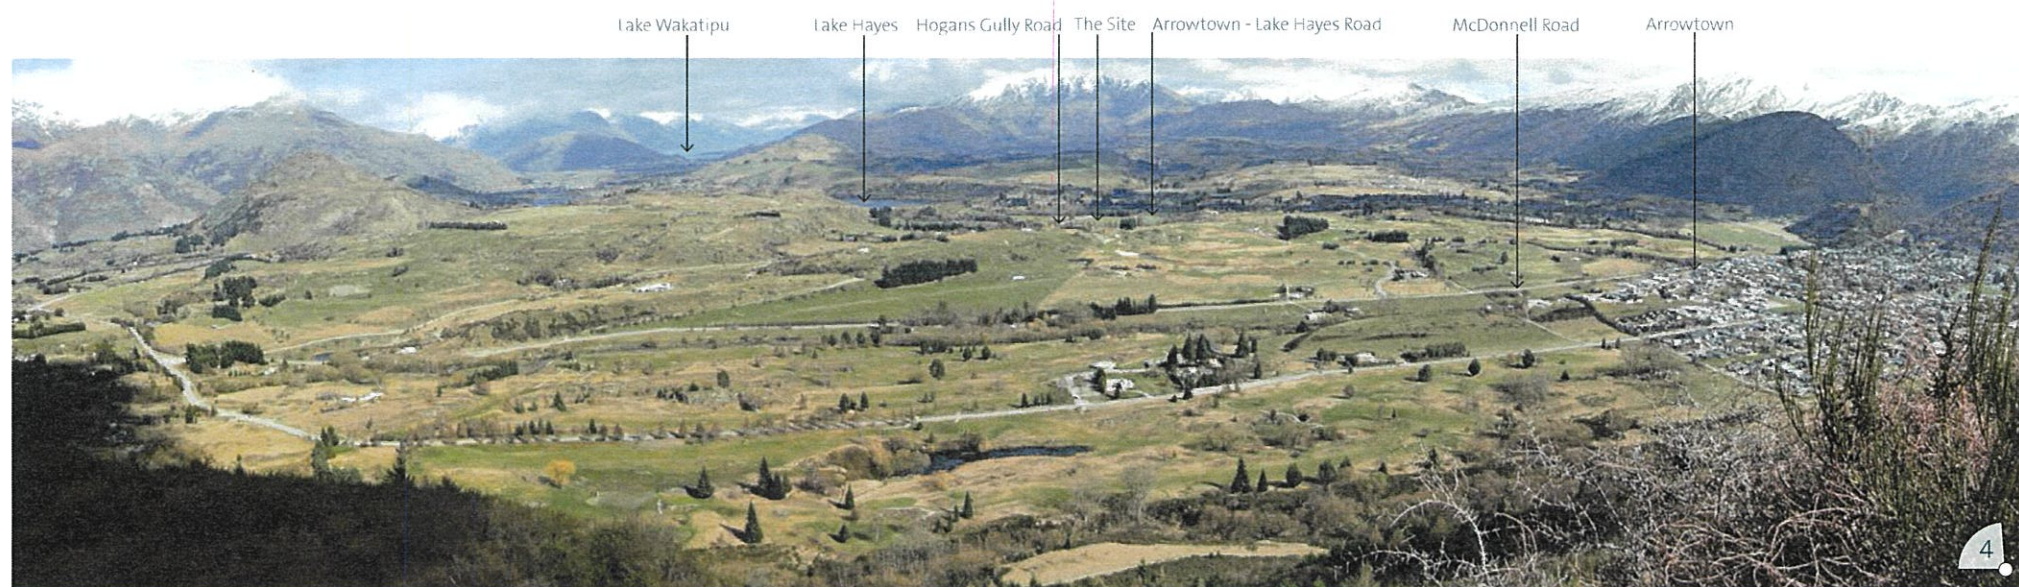 Lake Wakatipu
Lake Hayes
Hogans Gully Road
The Site
Arrowtown - Lake Hayes Road
McDonnell Road
Arrowtown
4